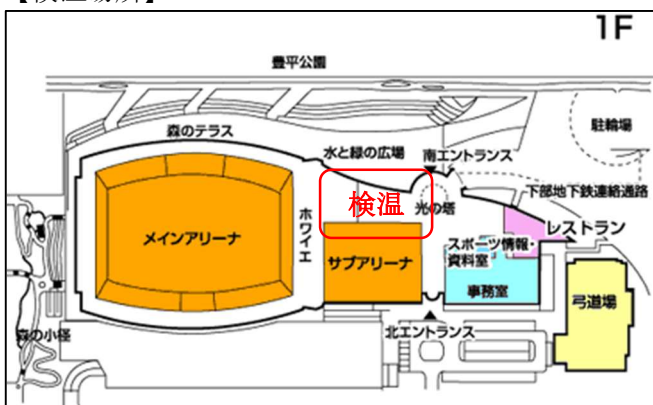 【検温場所】
1F
豊平公園
駐輪場
森のテラス
水と緑の広場
南エントランス
下部地下鉄連絡通路
検温
光の塔
レストラン
ホワイエ
メインアリーナ
サブアリーナ
スポーツ情報・
資料室
事務室
弓道場
北エントランス
森の小径